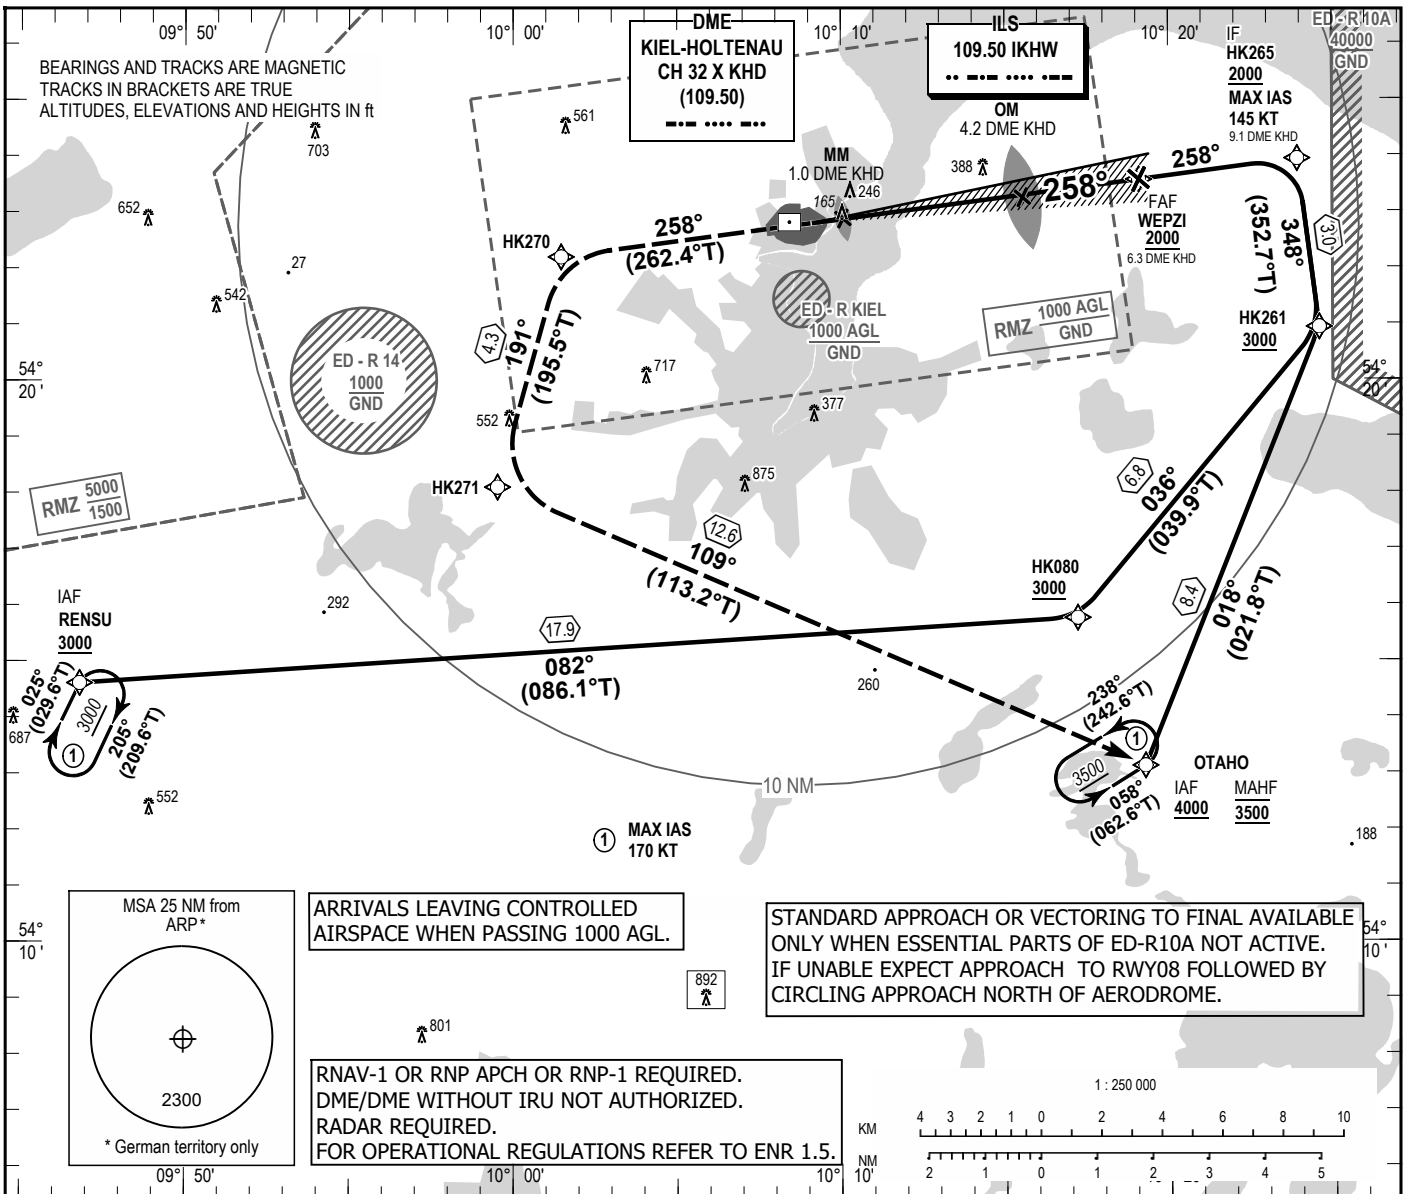 09° 50'
10° 00'
10° 10'
10° 20'
BEARINGS AND TRACKS ARE MAGNETIC
TRACKS IN BRACKETS ARE TRUE
ALTITUDES, ELEVATIONS AND HEIGHTS IN ft
DME
KIEL-HOLTENAU
CH 32 X KHD
(109.50)
ILS
109.50 IKHW
ED - R 10A
40000
GND
IF
HK265
2000
MAX IAS
145 KT
9.1 DME KHD
OM
4.2 DME KHD
MM
1.0 DME KHD
246
165
388
561
703
652
27
542
258°
258°
258°
(262.4°T)
FAF
WEPZI
2000
6.3 DME KHD
348°
(352.7°T)
3.0
HK270
HK261
3000
191°
(195.5°T)
4.3
ED - R KIEL
1000 AGL
GND
RMZ 1000 AGL
GND
ED - R 14
1000
GND
54°
20'
54°
20'
717
377
552
875
HK271
RMZ 5000
1500
12.6
109°
(113.2°T)
6.8
036°
(039.9°T)
HK080
3000
8.4
018°
(021.8°T)
292
IAF
RENSU
3000
17.9
082°
(086.1°T)
260
025°
(029.6°T)
3000
205°
(209.6°T)
1
687
552
238°
(242.6°T)
1
3500
058°
(062.6°T)
OTAHO
IAF
4000
MAHF
3500
10 NM
188
1 MAX IAS
170 KT
MSA 25 NM from
ARP *
2300
* German territory only
ARRIVALS LEAVING CONTROLLED
AIRSPACE WHEN PASSING 1000 AGL.
STANDARD APPROACH OR VECTORING TO FINAL AVAILABLE
ONLY WHEN ESSENTIAL PARTS OF ED-R10A NOT ACTIVE.
IF UNABLE EXPECT APPROACH TO RWY08 FOLLOWED BY
CIRCLING APPROACH NORTH OF AERODROME.
54°
10'
54°
10'
892
801
RNAV-1 OR RNP APCH OR RNP-1 REQUIRED.
DME/DME WITHOUT IRU NOT AUTHORIZED.
RADAR REQUIRED.
FOR OPERATIONAL REGULATIONS REFER TO ENR 1.5.
1 : 250 000
KM 4 3 2 1 0 2 4 6 8 10
NM 2 1 0 1 2 3 4 5
09° 50'
10° 00'
10° 10'